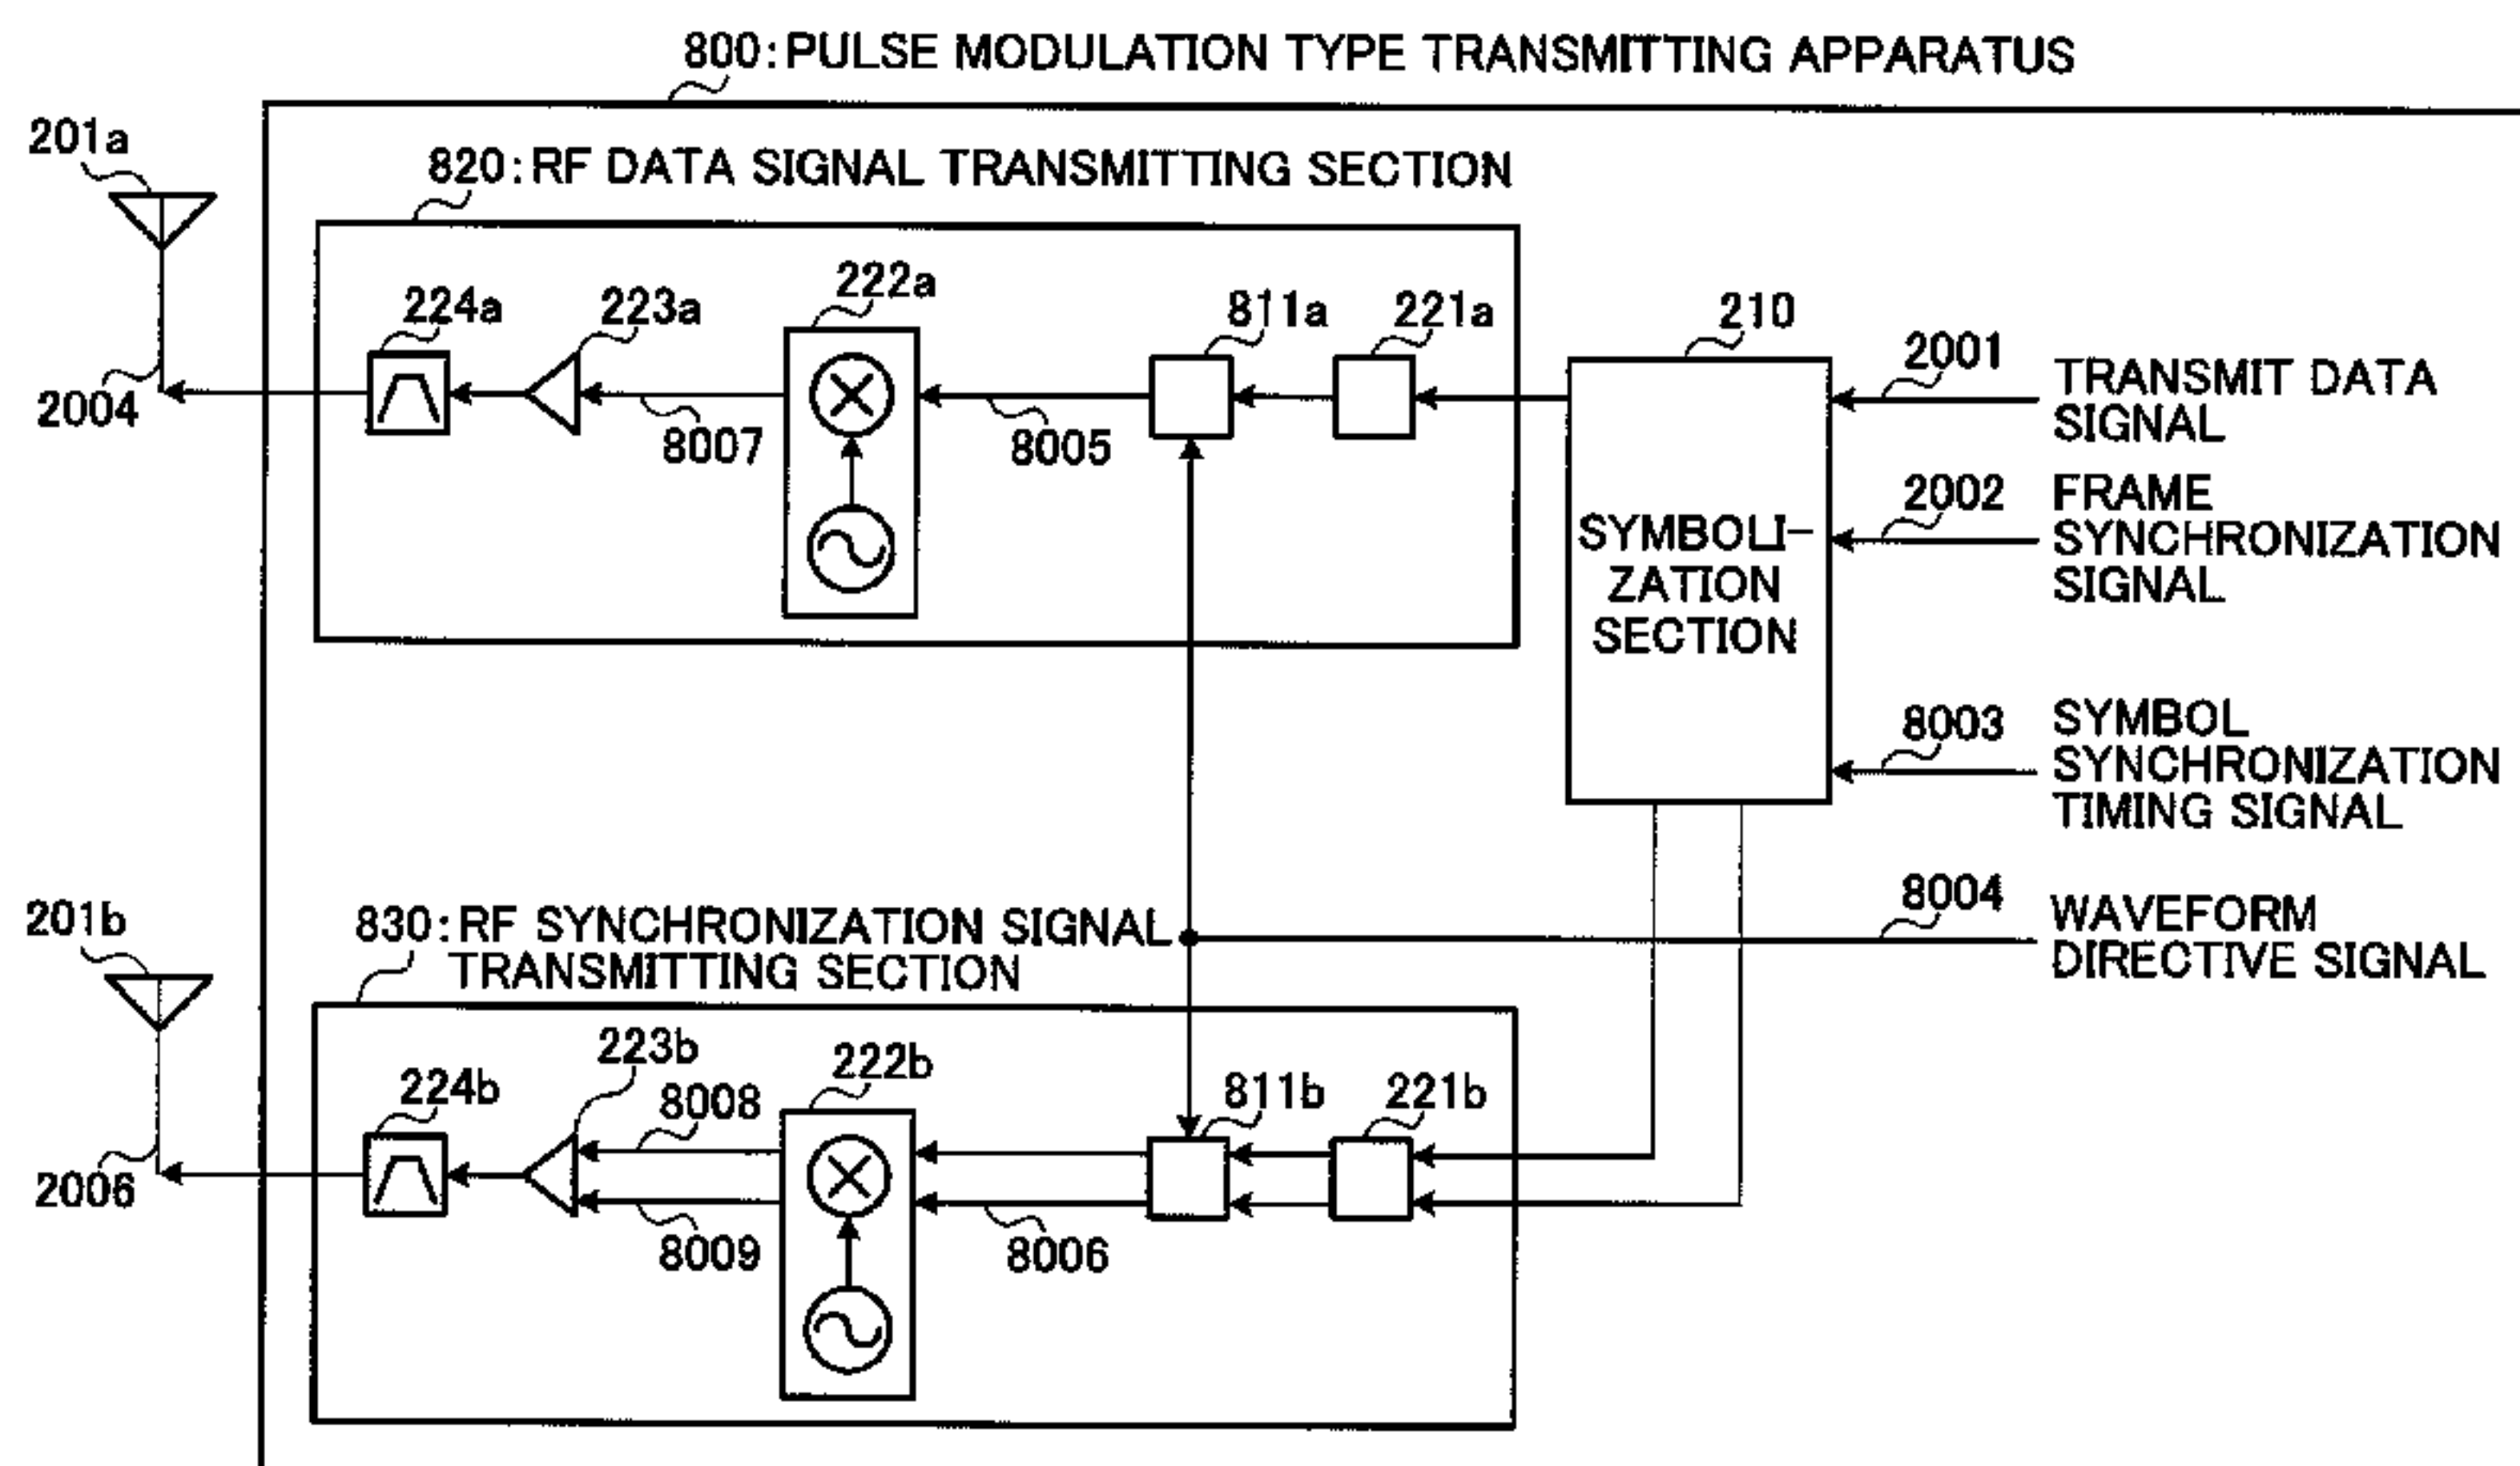 800:PULSE MODULATION TYPE TRANSMITTING APPARATUS
201a
820:RF DATA SIGNAL TRANSMITTING SECTION
224a
223a
222a
811a
221a
210
2001
TRANSMIT DATA
SIGNAL
2004
8007
8005
2002
FRAME
SYNCHRONIZATION
SIGNAL
SYMBOLI-
ZATION
SECTION
8003
SYMBOL
SYNCHRONIZATION
TIMING SIGNAL
8004
WAVEFORM
DIRECTIVE SIGNAL
201b
830:RF SYNCHRONIZATION SIGNAL
TRANSMITTING SECTION
224b
223b
8008
222b
811b
221b
2006
8009
8006